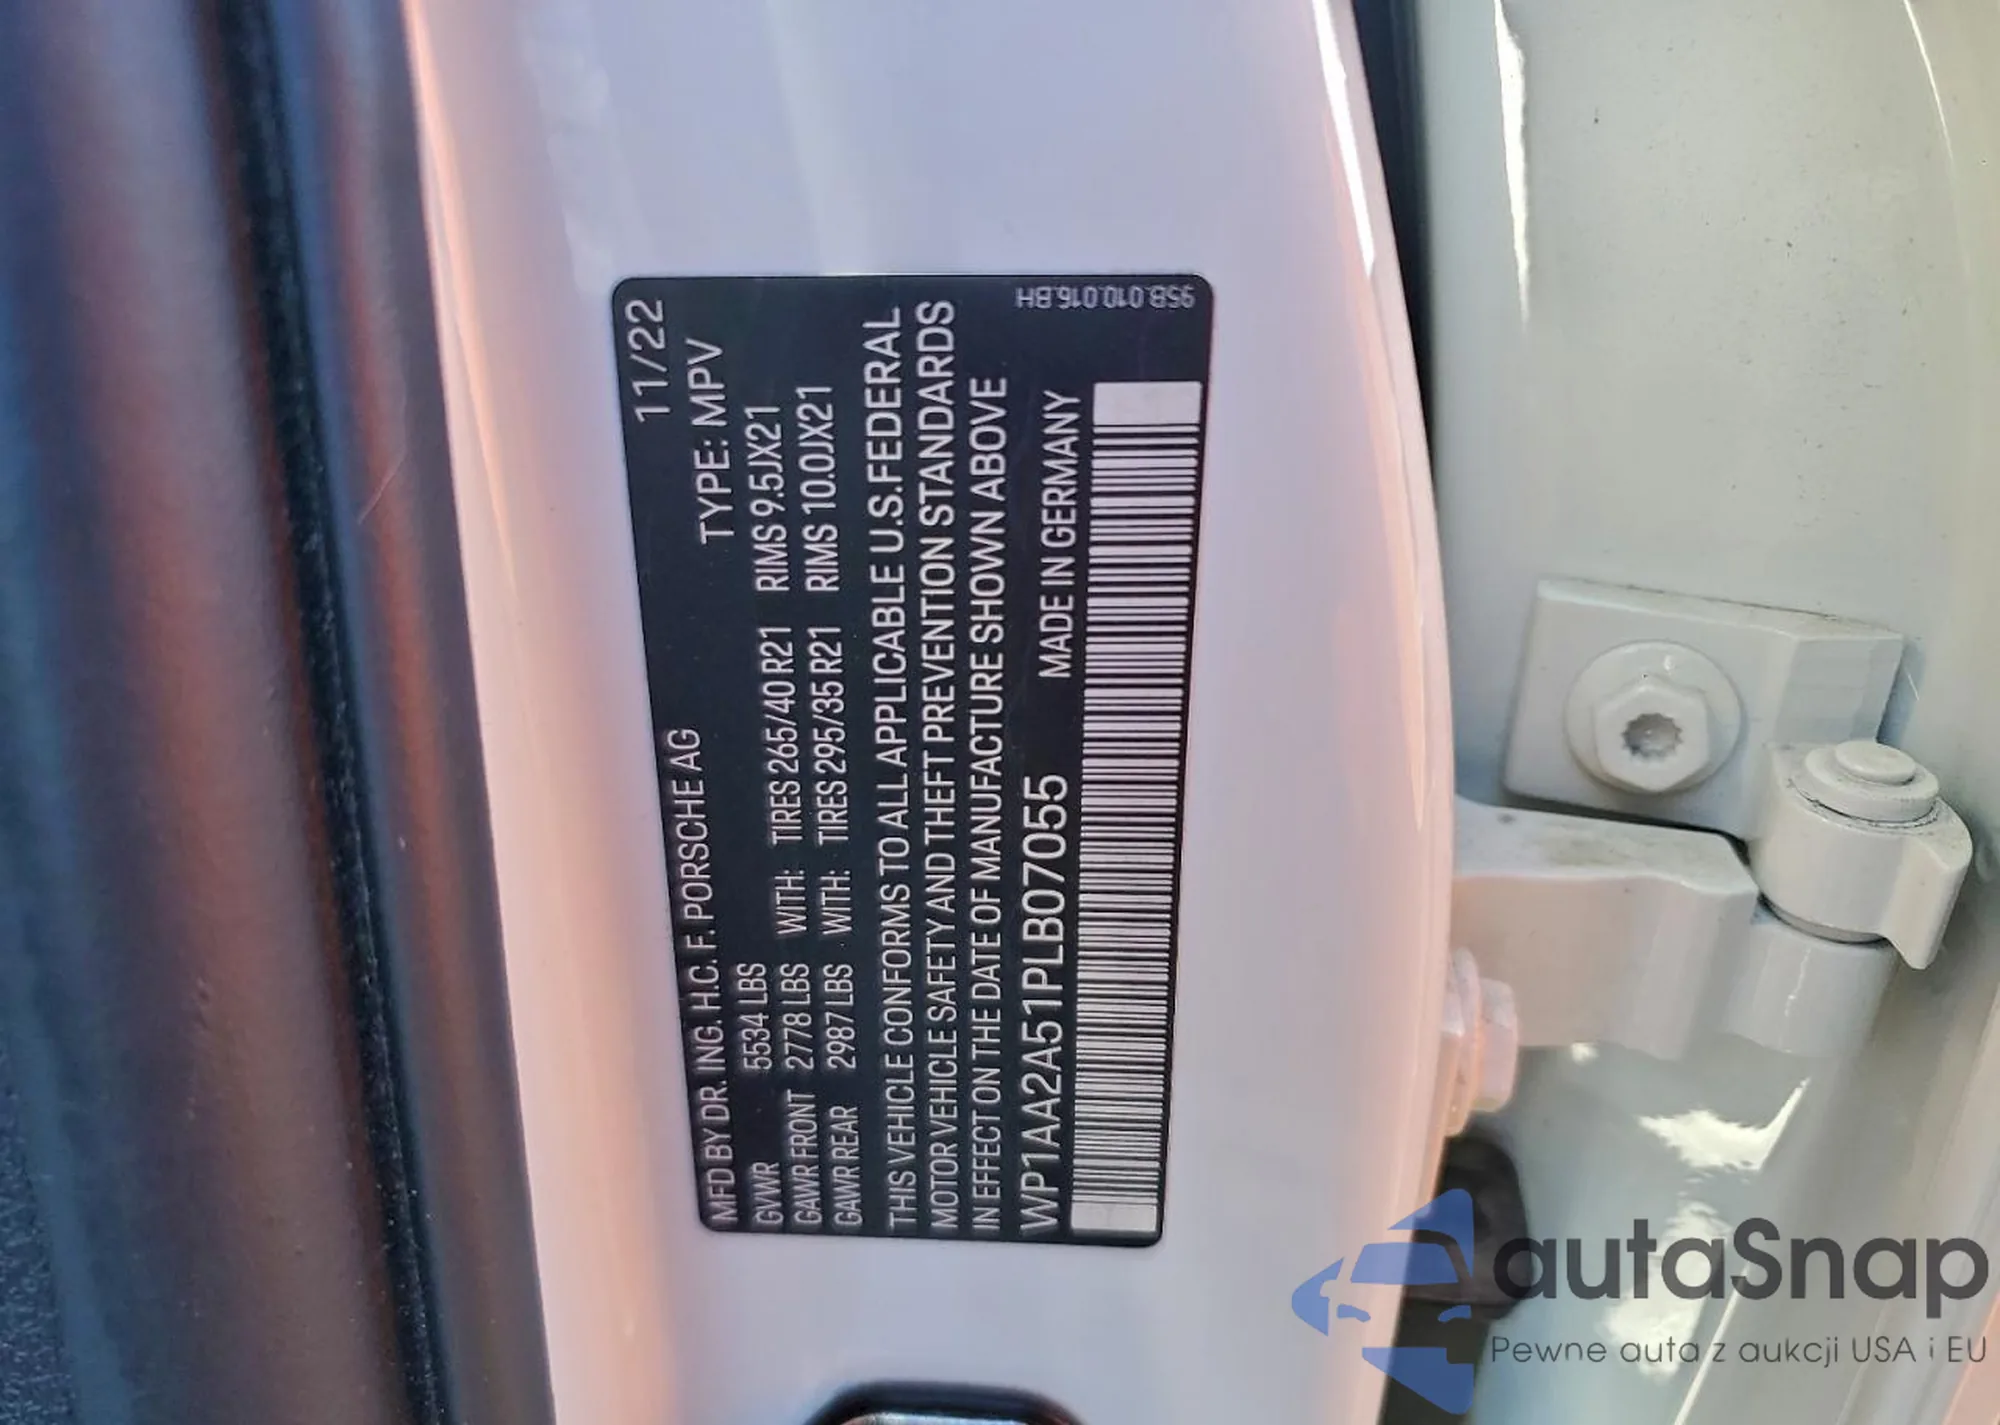 MFD BY DR. ING. H.C. F. PORSCHE AG 11/22
TYPE: MPV
GVWR 5534 LBS
GAWR FRONT 2778 LBS WITH: TIRES 265/40 R21 RIMS 9.5JX21
GAWR REAR 2987 LBS WITH: TIRES 295/35 R21 RIMS 10.0JX21
THIS VEHICLE CONFORMS TO ALL APPLICABLE U.S.FEDERAL
MOTOR VEHICLE SAFETY AND THEFT PREVENTION STANDARDS
IN EFFECT ON THE DATE OF MANUFACTURE SHOWN ABOVE
WP1AA2A51PLB07055 MADE IN GERMANY
95B.010.016.BH
autaSnap
Pewne auta z aukcji USA i EU